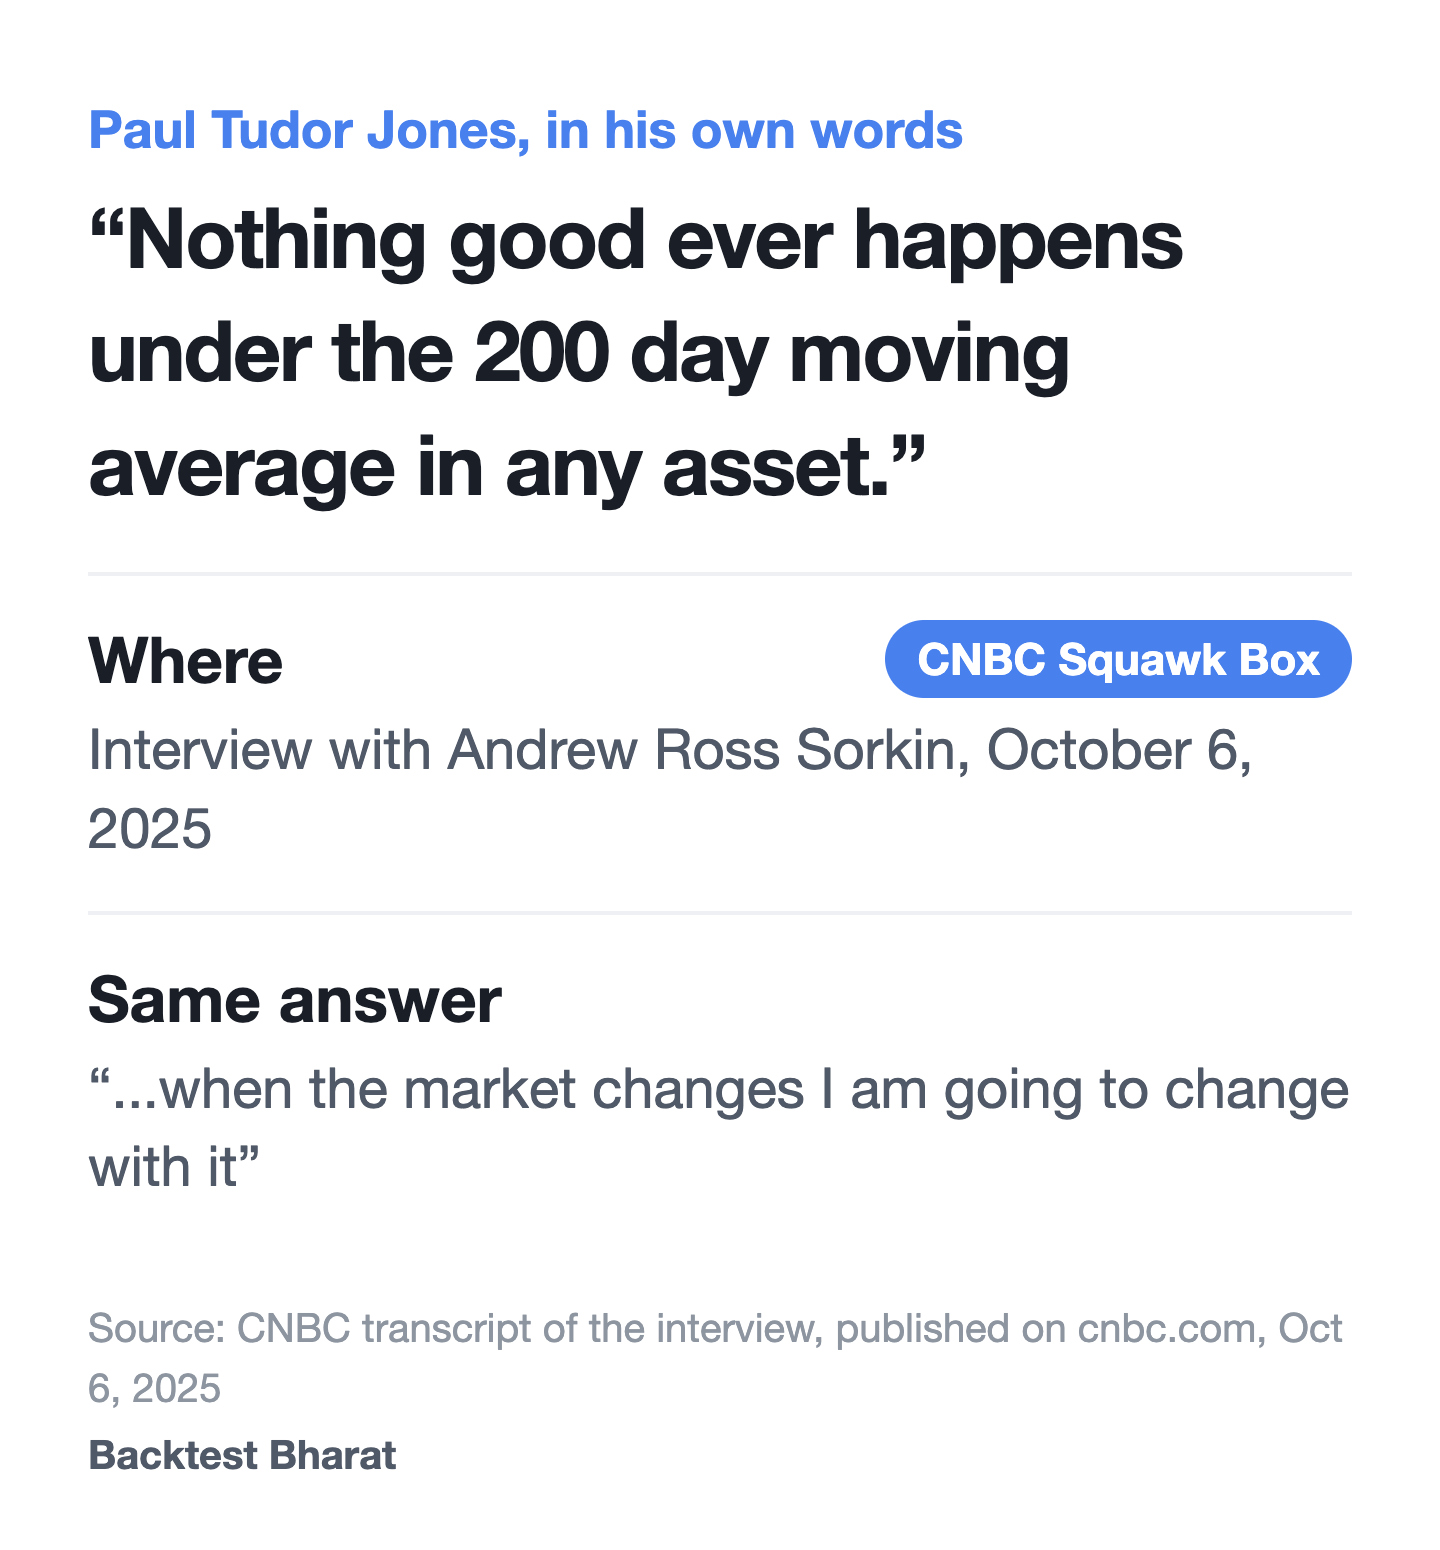 Paul Tudor Jones, in his own words
“Nothing good ever happens
under the 200 day moving
average in any asset.”
Where
CNBC Squawk Box
Interview with Andrew Ross Sorkin, October 6,
2025
Same answer
“...when the market changes I am going to change
with it”
Source: CNBC transcript of the interview, published on cnbc.com, Oct
6, 2025
Backtest Bharat